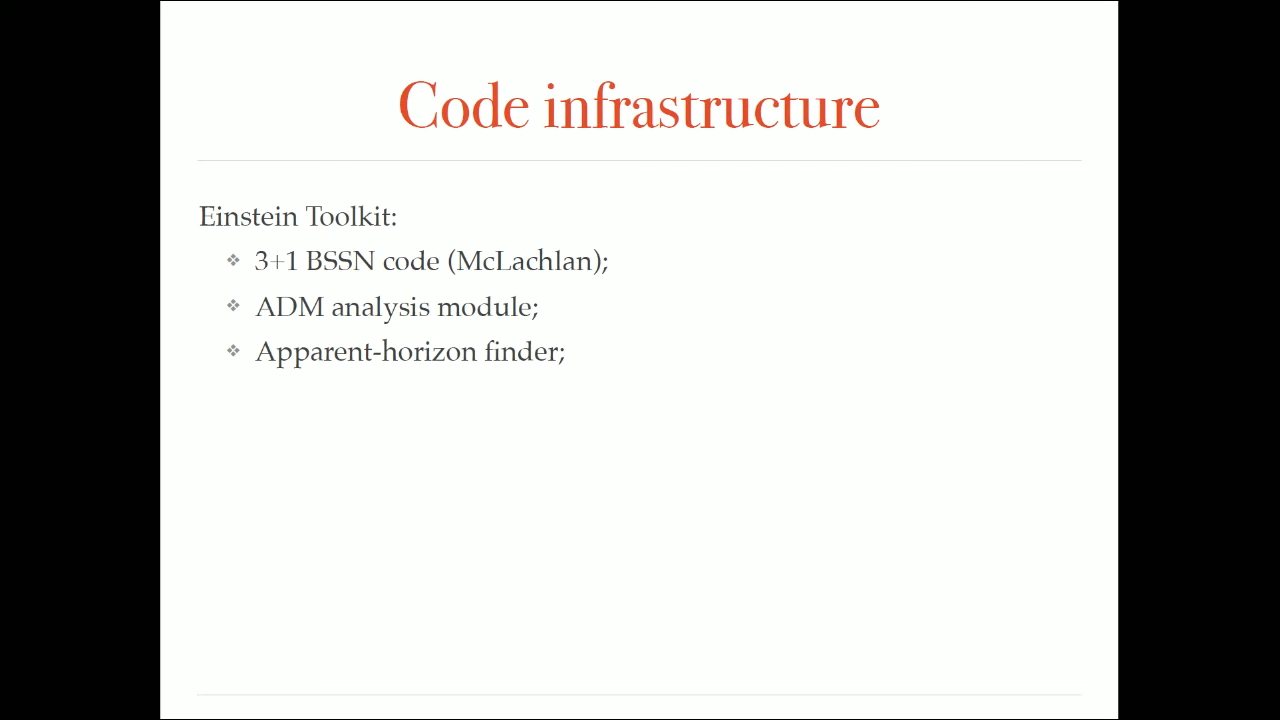 Code infrastructure
Einstein Toolkit:
❖ 3+1 BSSN code (McLachlan);
❖ ADM analysis module;
❖ Apparent-horizon finder;